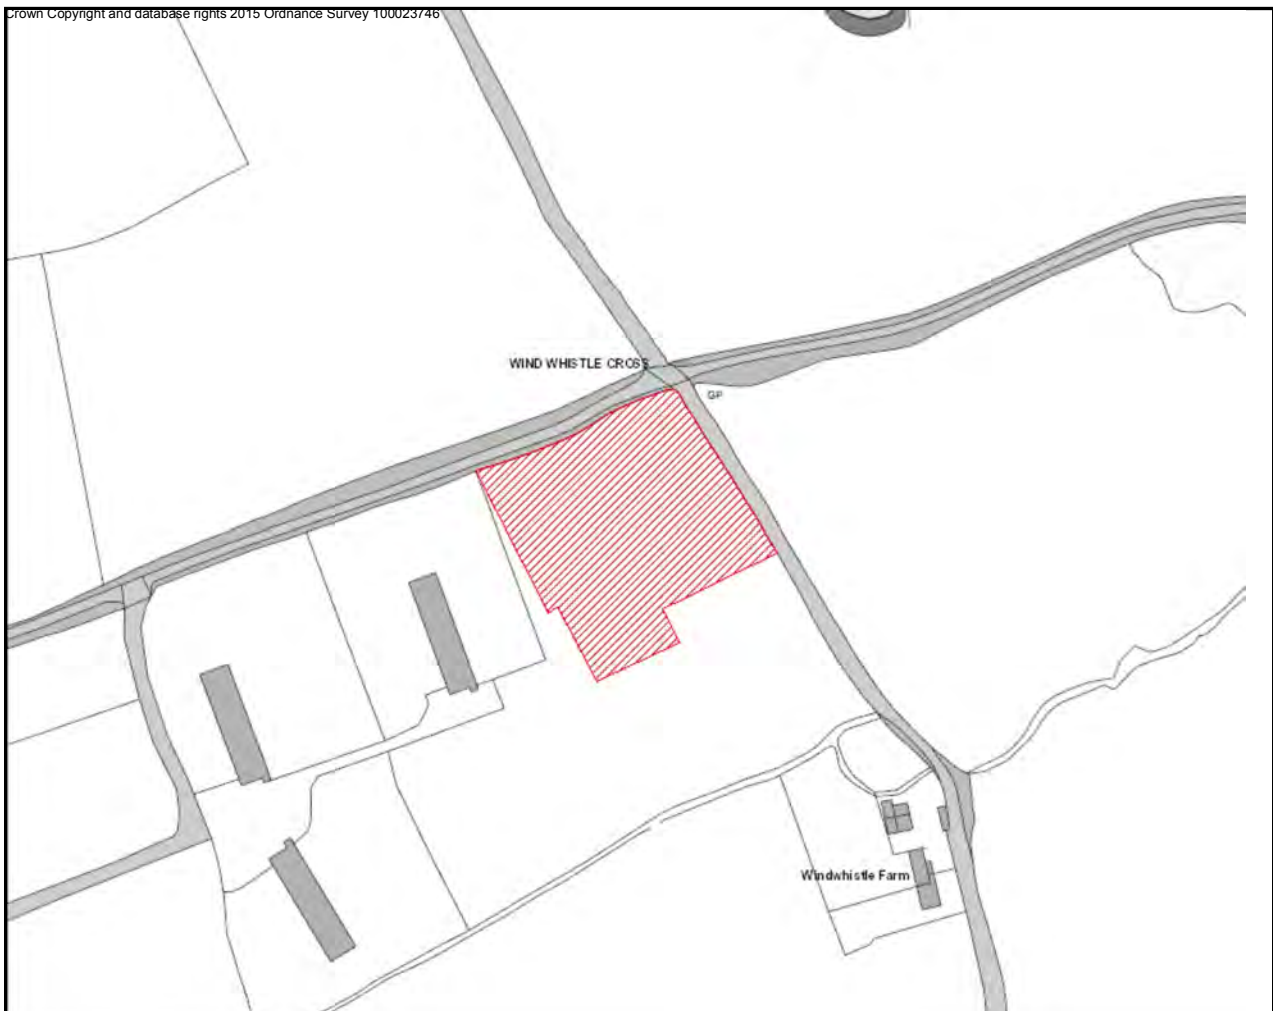 Crown Copyright and database rights 2015 Ordnance Survey 100023746
WIND WHISTLE CROSS
GP
Windwhistle Farm